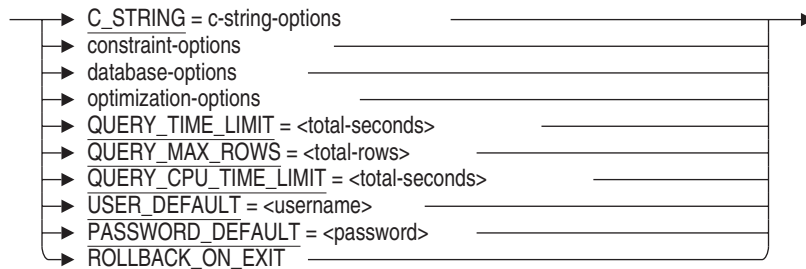 C_STRING = c-string-options
constraint-options
database-options
optimization-options
QUERY_TIME_LIMIT = <total-seconds>
QUERY_MAX_ROWS = <total-rows>
QUERY_CPU_TIME_LIMIT = <total-seconds>
USER_DEFAULT = <username>
PASSWORD_DEFAULT = <password>
ROLLBACK_ON_EXIT